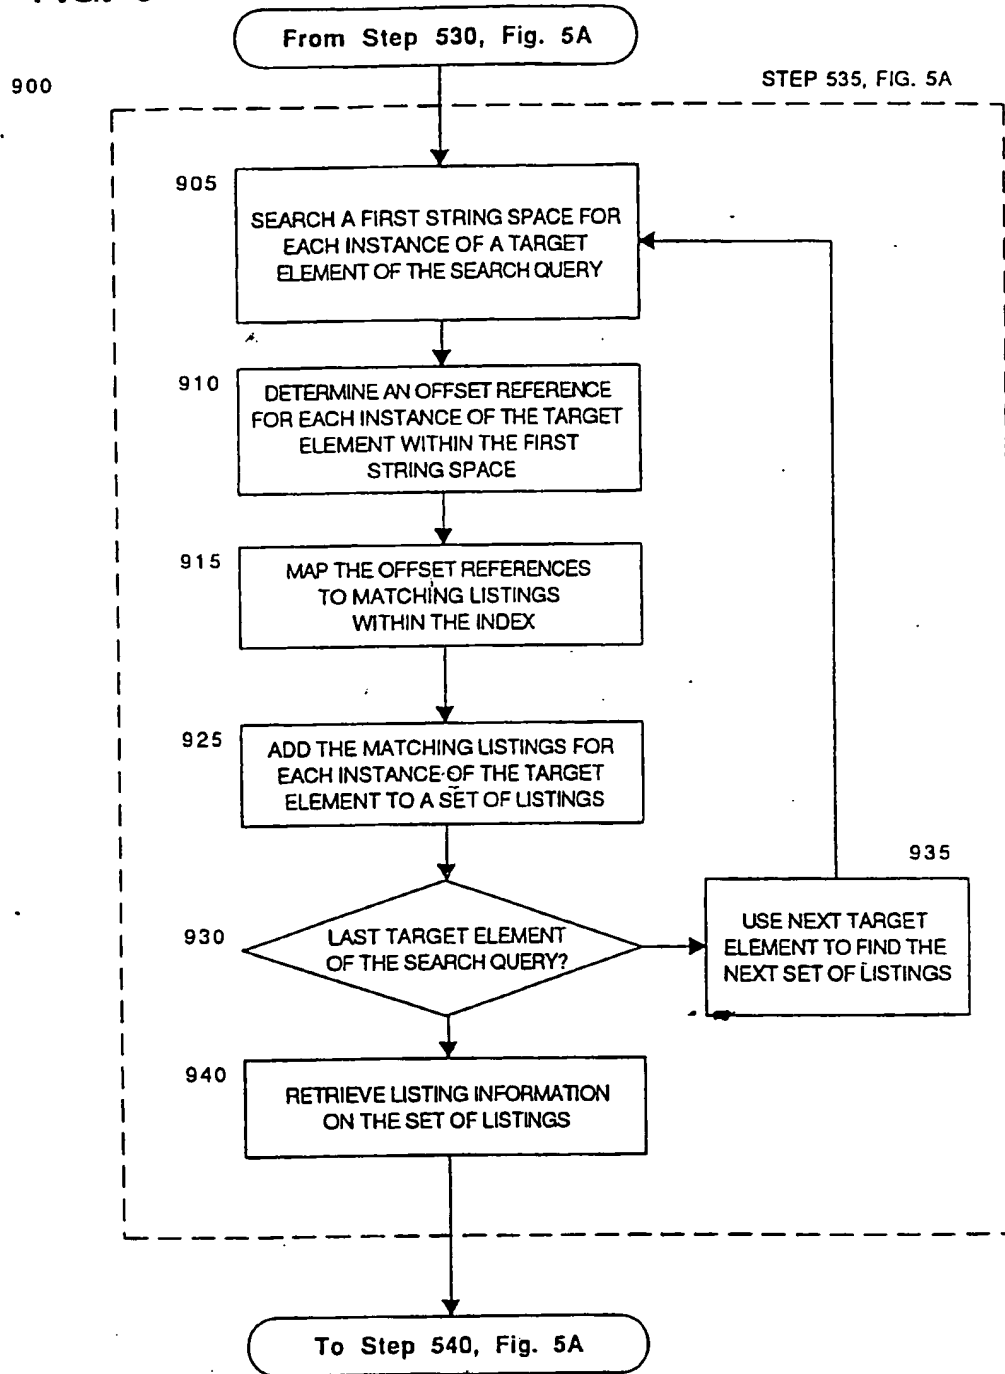 From Step 530, Fig. 5A
900
STEP 535, FIG. 5A
905
SEARCH A FIRST STRING SPACE FOR
EACH INSTANCE OF A TARGET
ELEMENT OF THE SEARCH QUERY
910
DETERMINE AN OFFSET REFERENCE
FOR EACH INSTANCE OF THE TARGET
ELEMENT WITHIN THE FIRST
STRING SPACE
915
MAP THE OFFSET REFERENCES
TO MATCHING LISTINGS
WITHIN THE INDEX
925
ADD THE MATCHING LISTINGS FOR
EACH INSTANCE OF THE TARGET
ELEMENT TO A SET OF LISTINGS
930
LAST TARGET ELEMENT
OF THE SEARCH QUERY?
935
USE NEXT TARGET
ELEMENT TO FIND THE
NEXT SET OF LISTINGS
940
RETRIEVE LISTING INFORMATION
ON THE SET OF LISTINGS
To Step 540, Fig. 5A